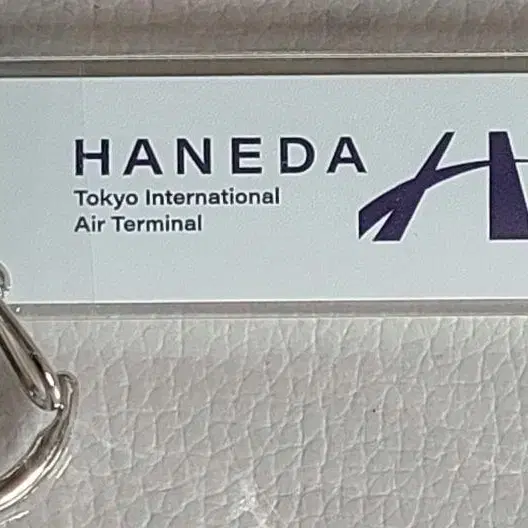 HANEDA
Tokyo International
Air Terminal